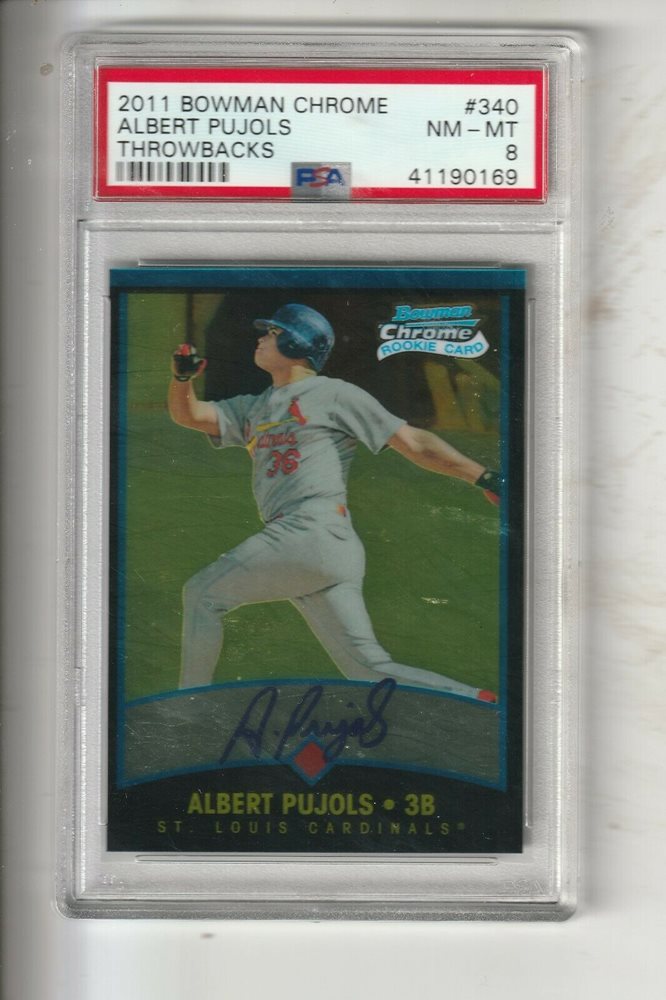 2011 BOWMAN CHROME #340
ALBERT PUJOLS NM - MT
THROWBACKS 8
PSA 41190169
Bowman
Chrome
ROOKIE CARD
Cardinals
36
A. Pujols
ALBERT PUJOLS • 3B
ST. LOUIS CARDINALS®